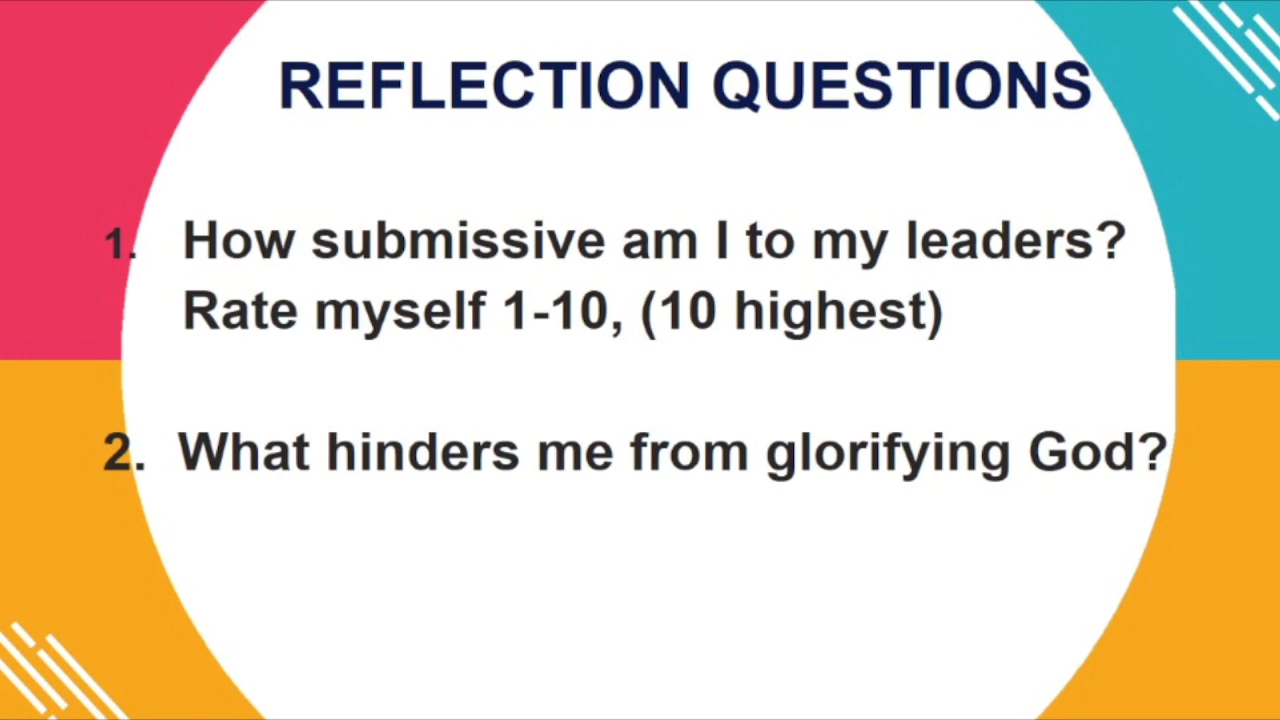 REFLECTION QUESTIONS
1. How submissive am I to my leaders?
Rate myself 1-10, (10 highest)
2. What hinders me from glorifying God?